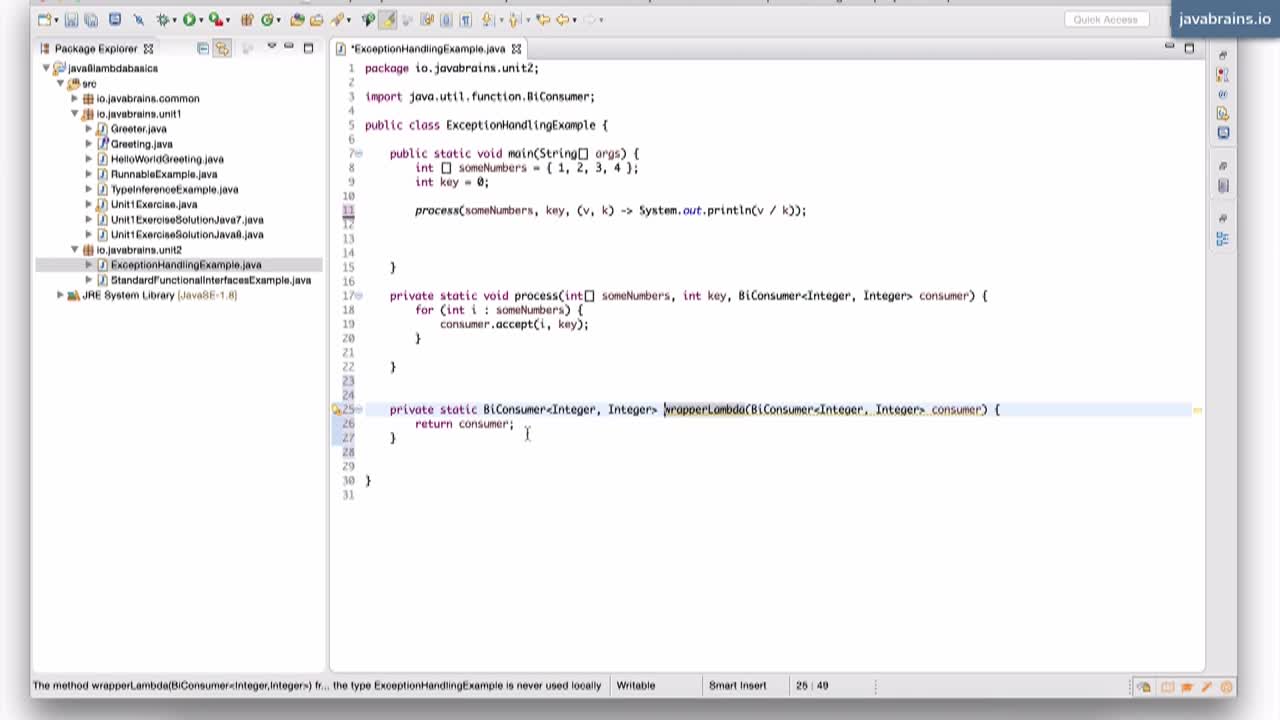 Quick Access
javabrains.io
Package Explorer
*ExceptionHandlingExample.java
java8lambdabasics
src
io.javabrains.common
io.javabrains.unit1
Greeter.java
Greeting.java
HelloWorldGreeting.java
RunnableExample.java
TypeInferenceExample.java
Unit1Exercise.java
Unit1ExerciseSolutionJava7.java
Unit1ExerciseSolutionJava8.java
io.javabrains.unit2
ExceptionHandlingExample.java
StandardFunctionalInterfacesExample.java
JRE System Library [JavaSE-1.8]
1 package io.javabrains.unit2;
2
3 import java.util.function.BiConsumer;
4
5 public class ExceptionHandlingExample {
6
7 public static void main(String[] args) {
8 int [] someNumbers = { 1, 2, 3, 4 };
9 int key = 0;
10
11 process(someNumbers, key, (v, k) -> System.out.println(v / k));
12
13
14
15 }
16
17 private static void process(int[] someNumbers, int key, BiConsumer<Integer, Integer> consumer) {
18 for (int i : someNumbers) {
19 consumer.accept(i, key);
20 }
21
22 }
23
24
25 private static BiConsumer<Integer, Integer> wrapperLambda(BiConsumer<Integer, Integer> consumer) {
26 return consumer;
27 }
28
29
30 }
31
The method wrapperLambda(BiConsumer<Integer,Integer>) fr... the type ExceptionHandlingExample is never used locally
Writable
Smart Insert
25 : 49